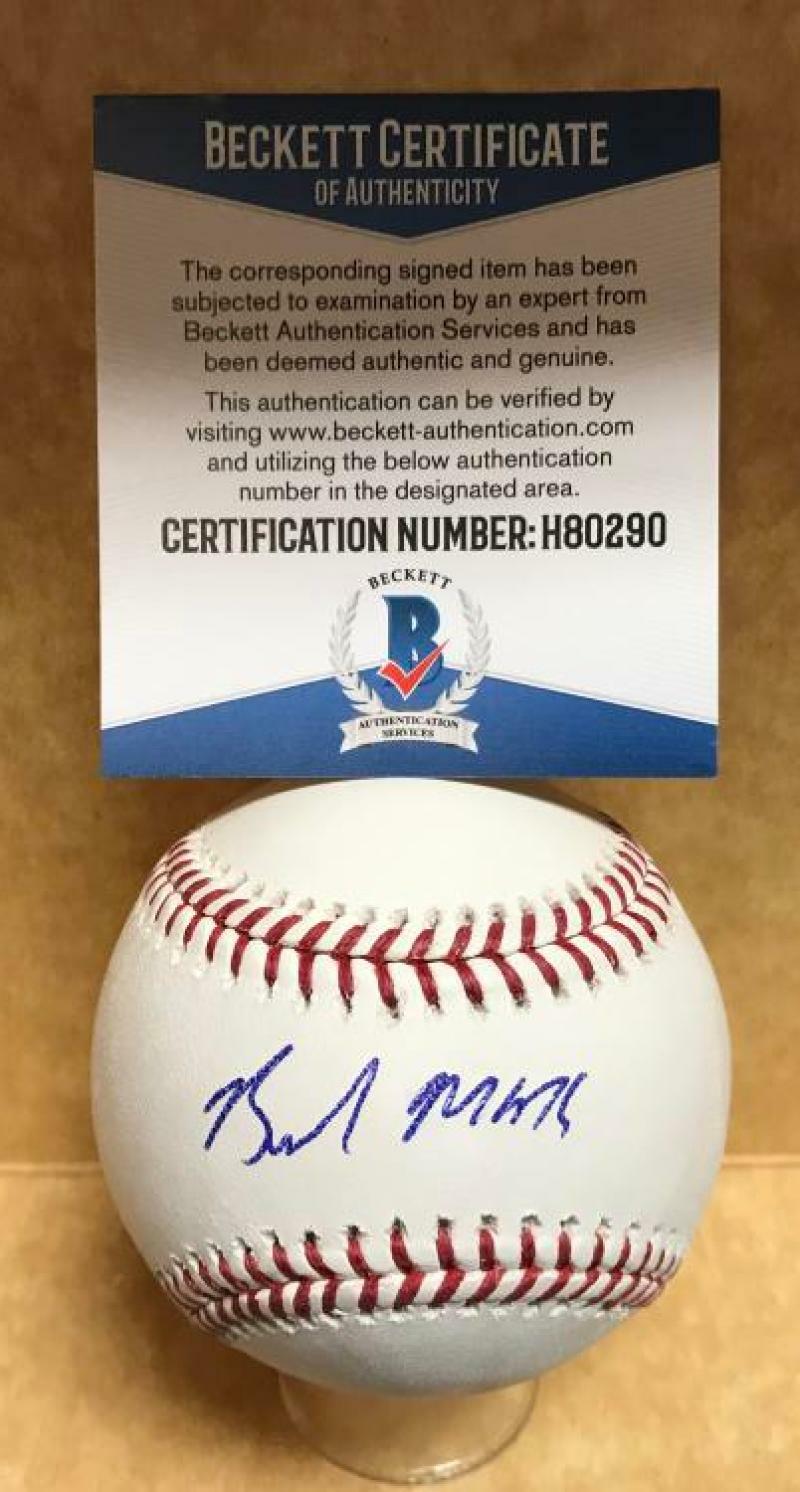 BECKETT CERTIFICATE
OF AUTHENTICITY
The corresponding signed item has been
subjected to examination by an expert from
Beckett Authentication Services and has
been deemed authentic and genuine.
This authentication can be verified by
visiting www.beckett-authentication.com
and utilizing the below authentication
number in the designated area.
CERTIFICATION NUMBER: H80290
BECKETT
B
AUTHENTICATION
SERVICES